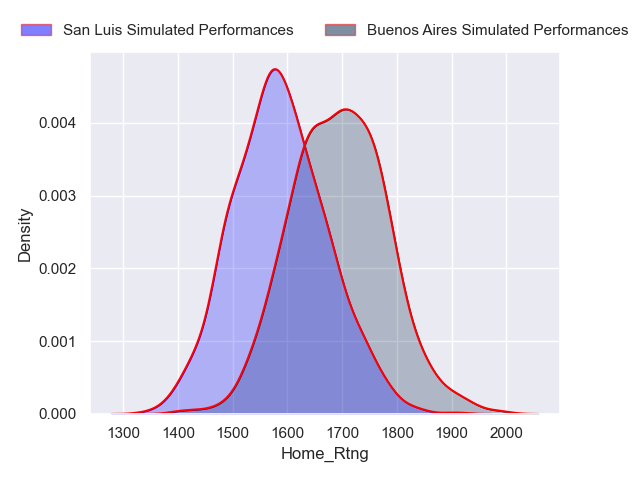 San Luis Simulated Performances Buenos Aires Simulated Performances
0.004
0.003
0.002
0.001
0.000
Density
1300 1400 1500 1600 1700 1800 1900 2000
Home_Rtng